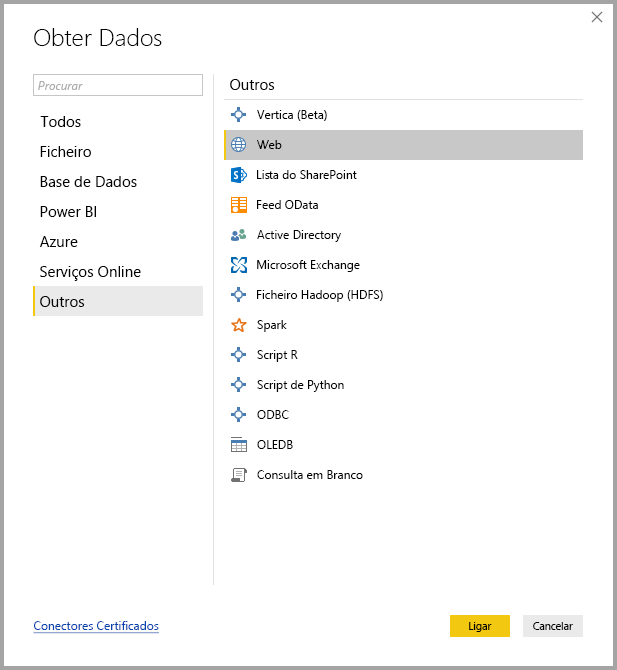 Obter Dados
Procurar
Todos
Ficheiro
Base de Dados
Power BI
Azure
Serviços Online
Outros
Outros
Vertica (Beta)
Web
Lista do SharePoint
Feed OData
Active Directory
Microsoft Exchange
Ficheiro Hadoop (HDFS)
Spark
Script R
Script de Python
ODBC
OLEDB
Consulta em Branco
Conectores Certificados
Ligar
Cancelar